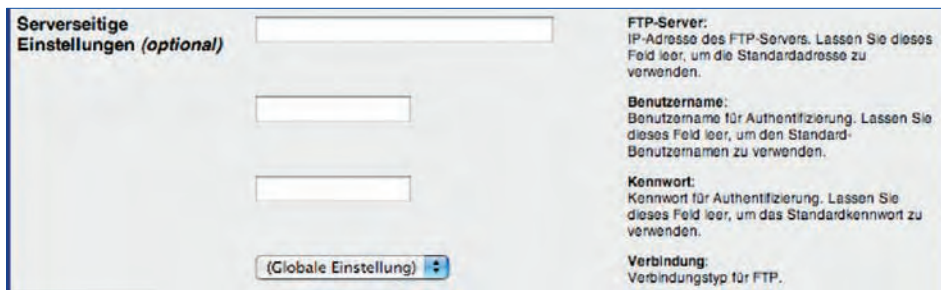 Serverseitige
Einstellungen (optional)
FTP-Server:
IP-Adresse des FTP-Servers. Lassen Sie dieses
Feld leer, um die Standardadresse zu
verwenden.
Benutzername:
Benutzername für Authentifizierung. Lassen Sie
dieses Feld leer, um den Standard-
Benutzernamen zu verwenden.
Kennwort:
Kennwort für Authentifizierung. Lassen Sie
dieses Feld leer, um das Standardkennwort zu
verwenden.
(Globale Einstellung)
Verbindung:
Verbindungstyp für FTP.